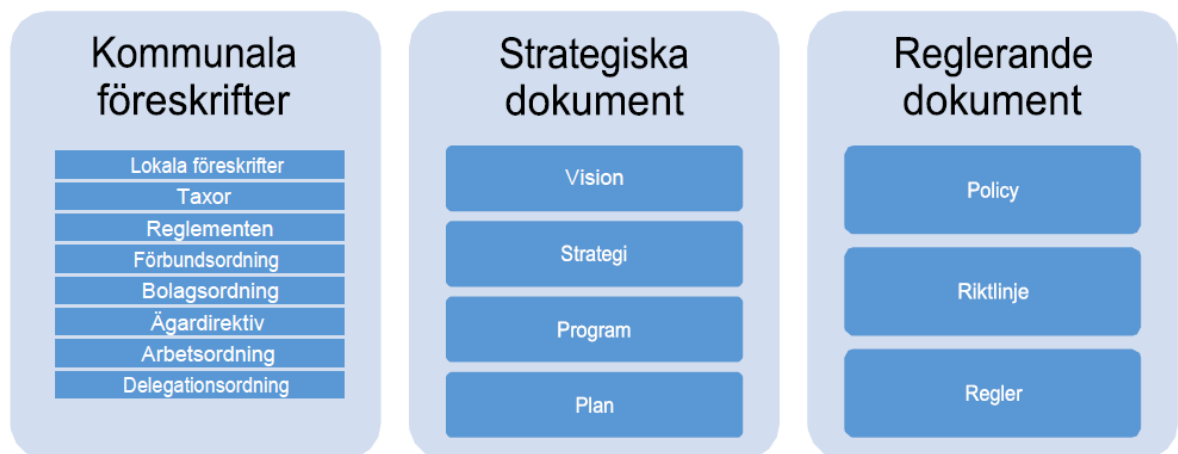 Kommunala
föreskrifter
Lokala föreskrifter
Taxor
Reglementen
Förbundsordning
Bolagsordning
Ägardirektiv
Arbetsordning
Delegationsordning
Strategiska
dokument
Vision
Strategi
Program
Plan
Reglerande
dokument
Policy
Riktlinje
Regler